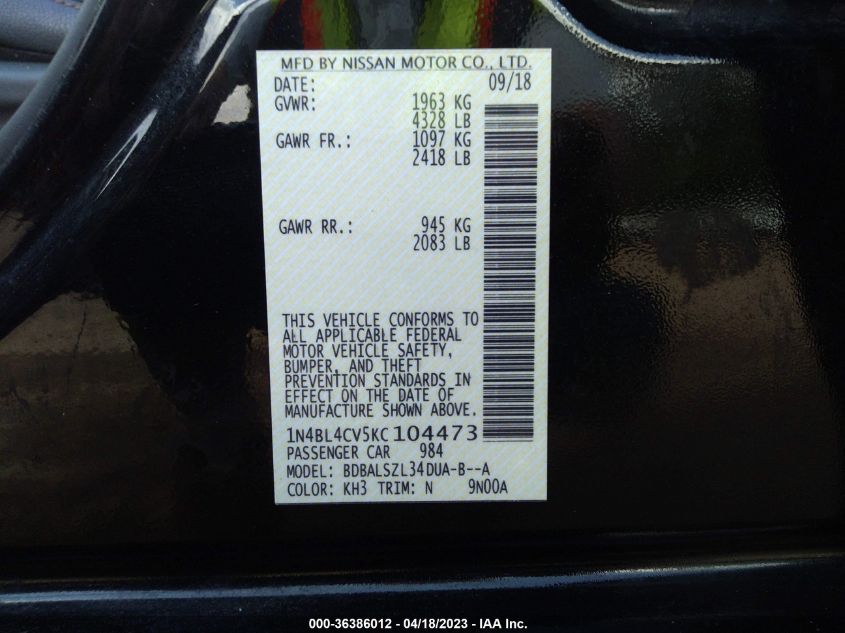 MFD BY NISSAN MOTOR CO., LTD.
DATE: 09/18
GVWR: 1963 KG
4328 LB
GAWR FR.: 1097 KG
2418 LB
GAWR RR.: 945 KG
2083 LB
THIS VEHICLE CONFORMS TO
ALL APPLICABLE FEDERAL
MOTOR VEHICLE SAFETY,
BUMPER, AND THEFT
PREVENTION STANDARDS IN
EFFECT ON THE DATE OF
MANUFACTURE SHOWN ABOVE.
1N4BL4CV5KC104473
PASSENGER CAR 984
MODEL: BDBALSZL34DUA-B--A
COLOR: KH3 TRIM: N 9N00A
000-36386012 - 04/18/2023 - IAA Inc.